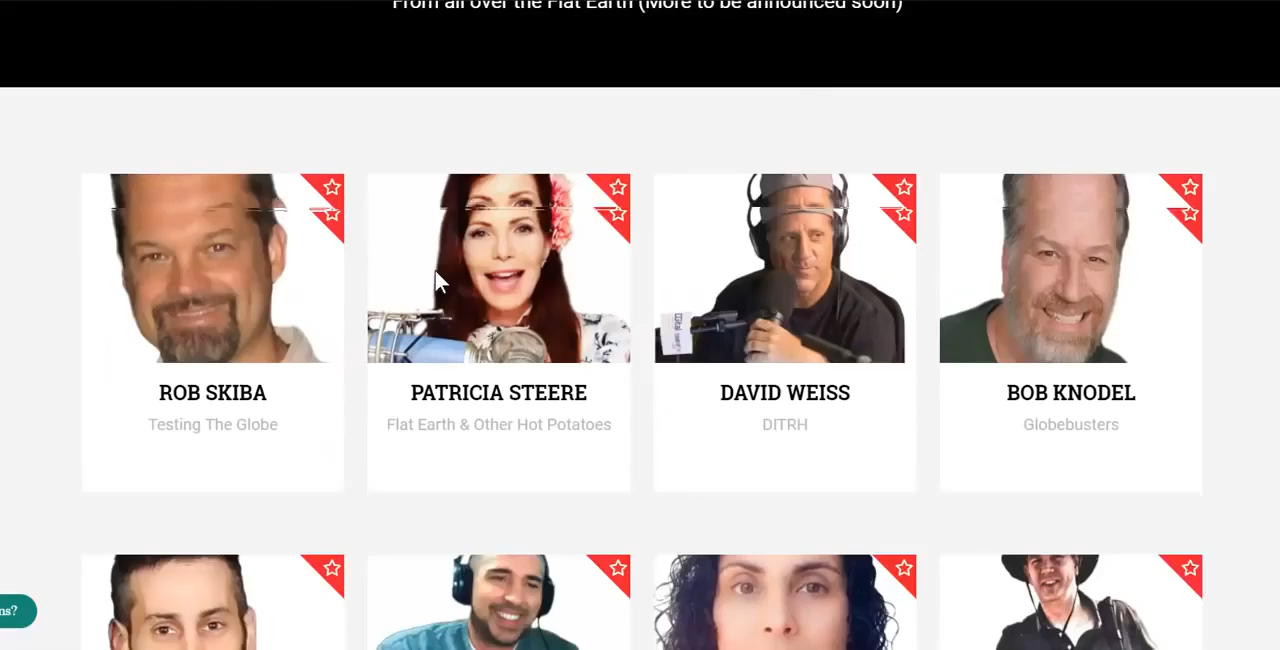 From all over the Flat Earth (More to be announced soon)
ROB SKIBA
PATRICIA STEERE
DAVID WEISS
BOB KNODEL
Testing The Globe
Flat Earth & Other Hot Potatoes
DITRH
Globebusters
ns?